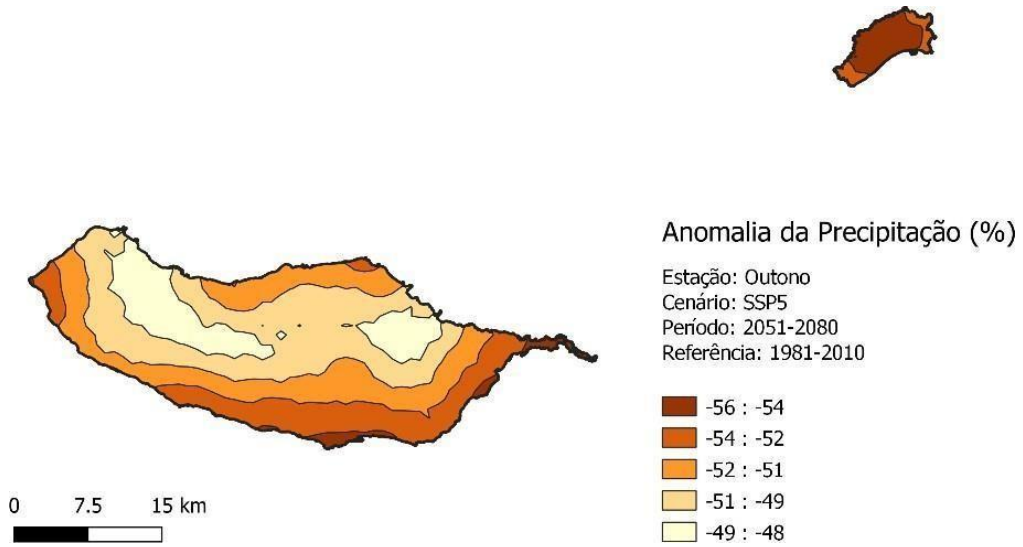 Anomalia da Precipitação (%)
Estação: Outono
Cenário: SSP5
Período: 2051-2080
Referência: 1981-2010
-56 : -54
-54 : -52
-52 : -51
-51 : -49
-49 : -48
0 7.5 15 km